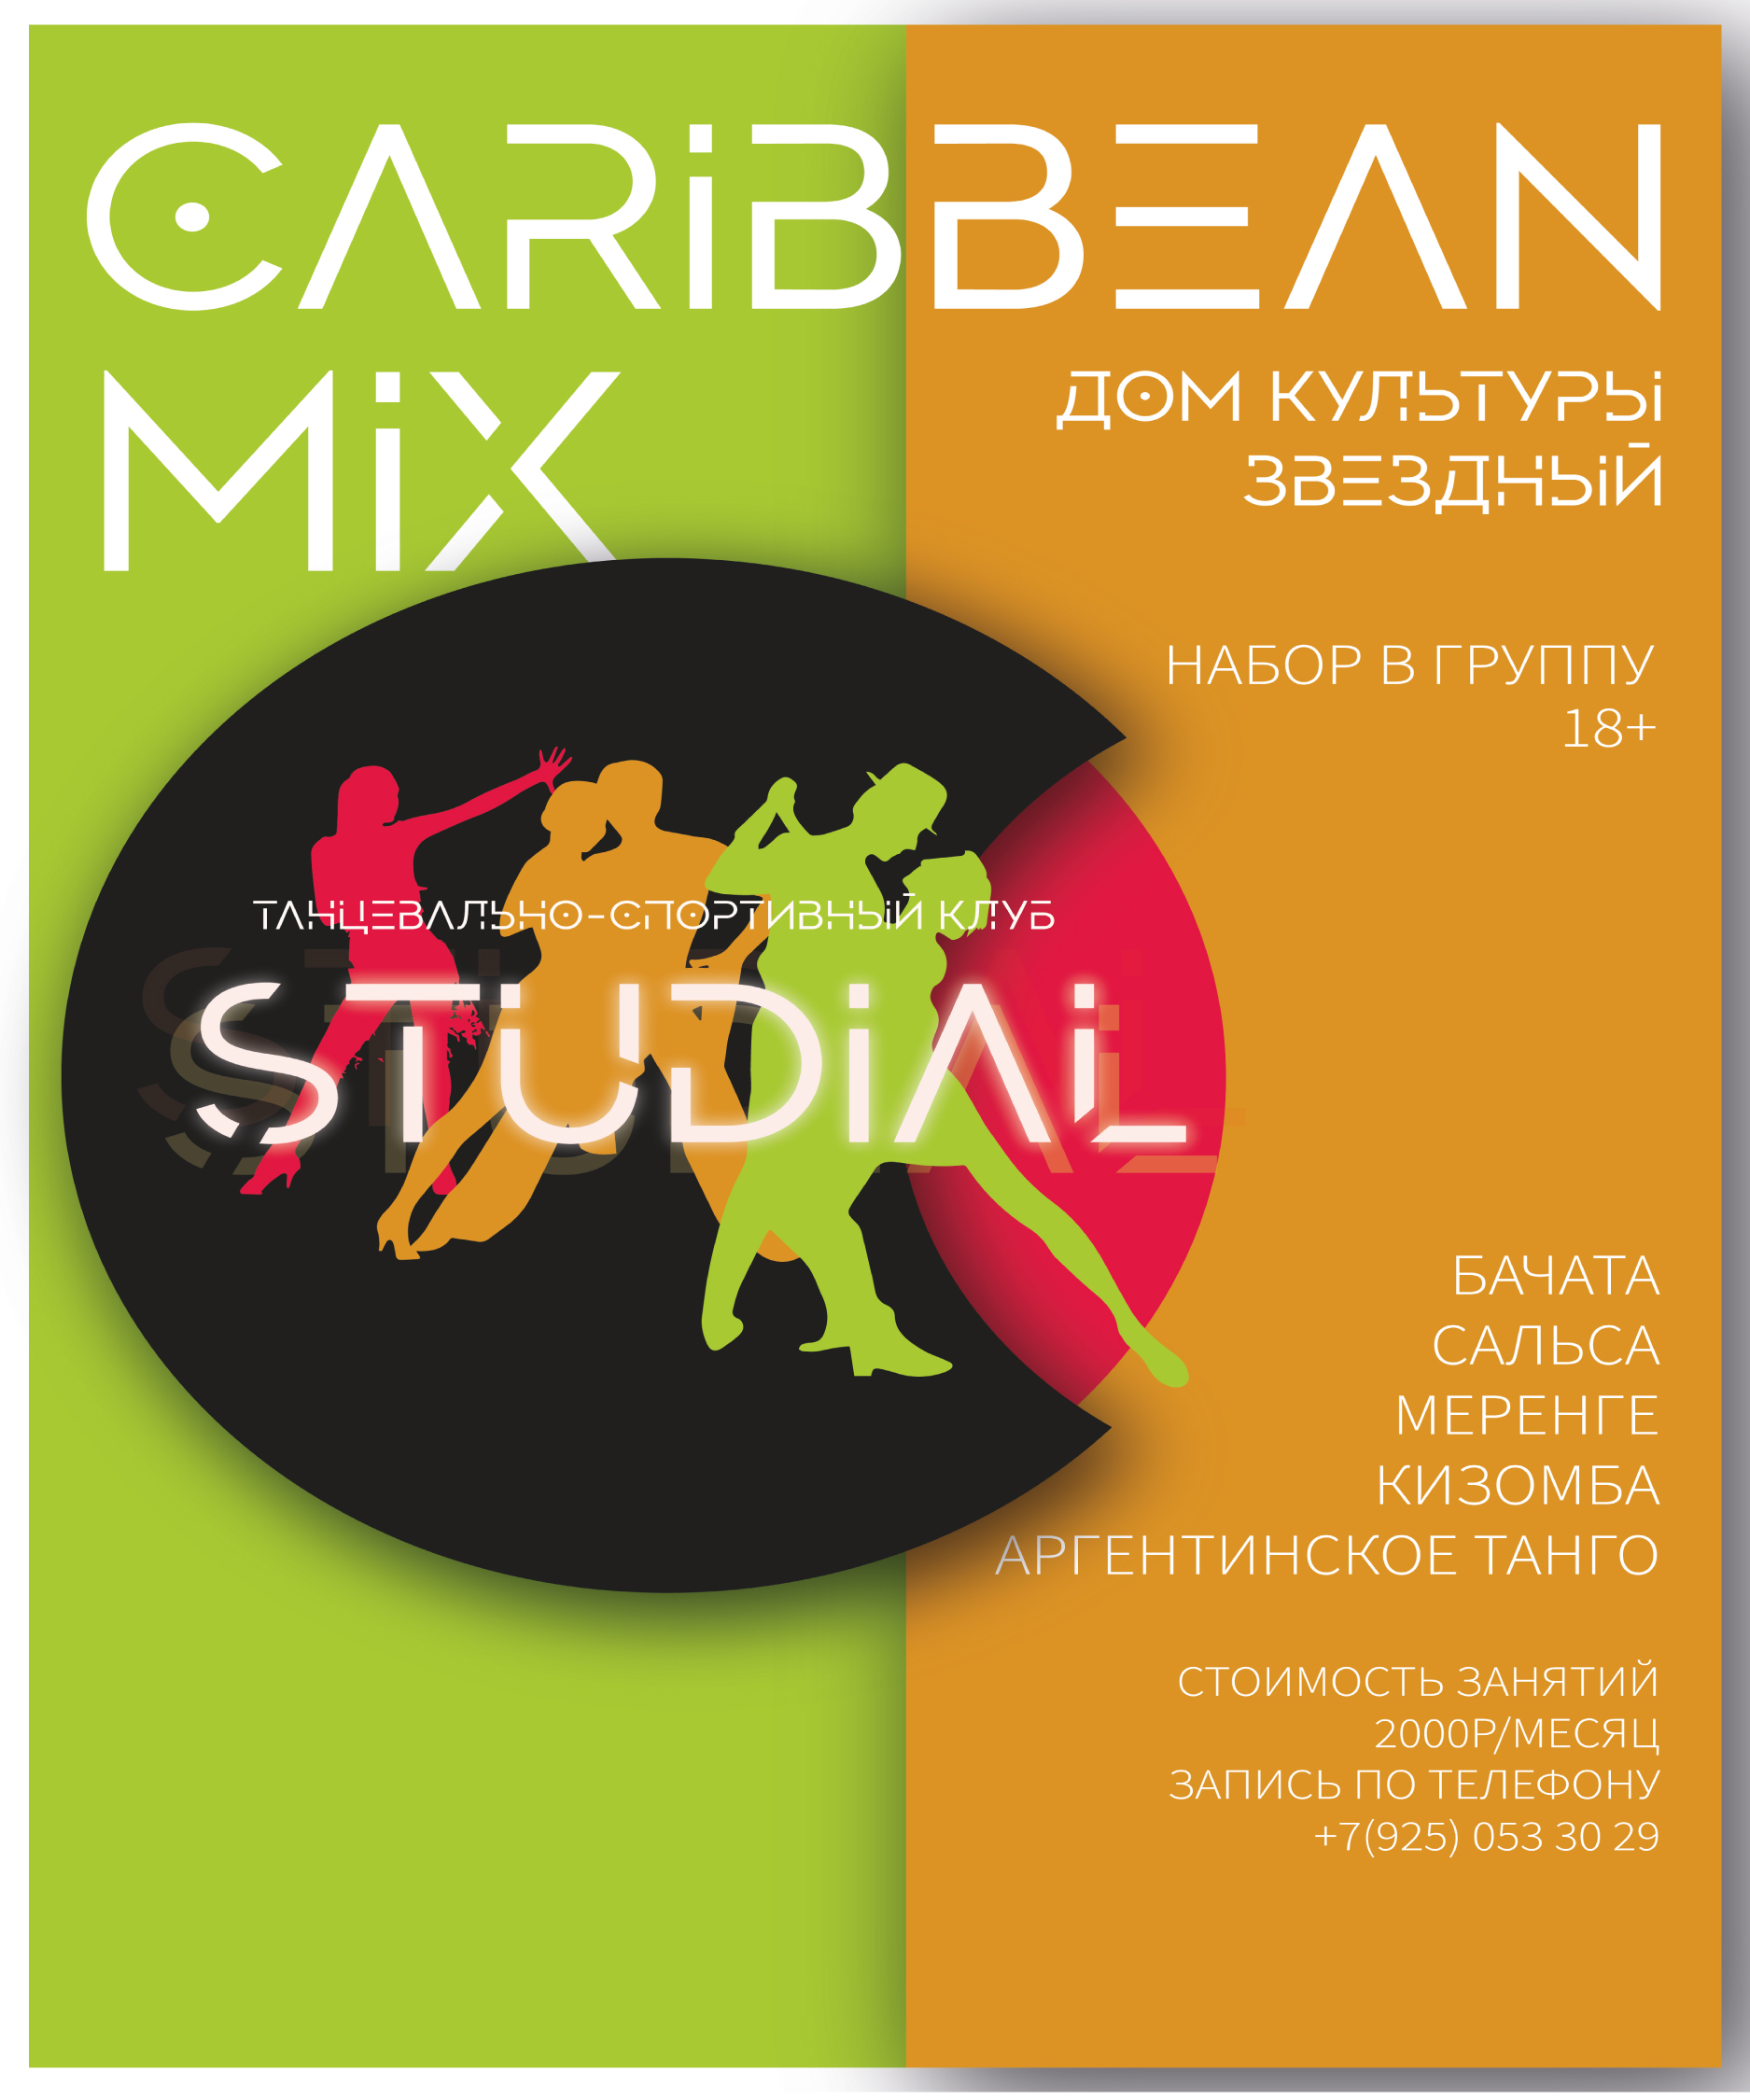 CARiBBEAN
MiX
ДОМ КУЛЬТУРЫ
ЗВЕЗДНЫЙ
НАБОР В ГРУППУ
18+
ТАНЦЕВАЛЬНО-СПОРТИВНЫЙ КЛУБ
STUDiAL
БАЧАТА
САЛЬСА
МЕРЕНГЕ
КИЗОМБА
АРГЕНТИНСКОЕ ТАНГО
СТОИМОСТЬ ЗАНЯТИЙ
2000Р/МЕСЯЦ
ЗАПИСЬ ПО ТЕЛЕФОНУ
+7(925) 053 30 29